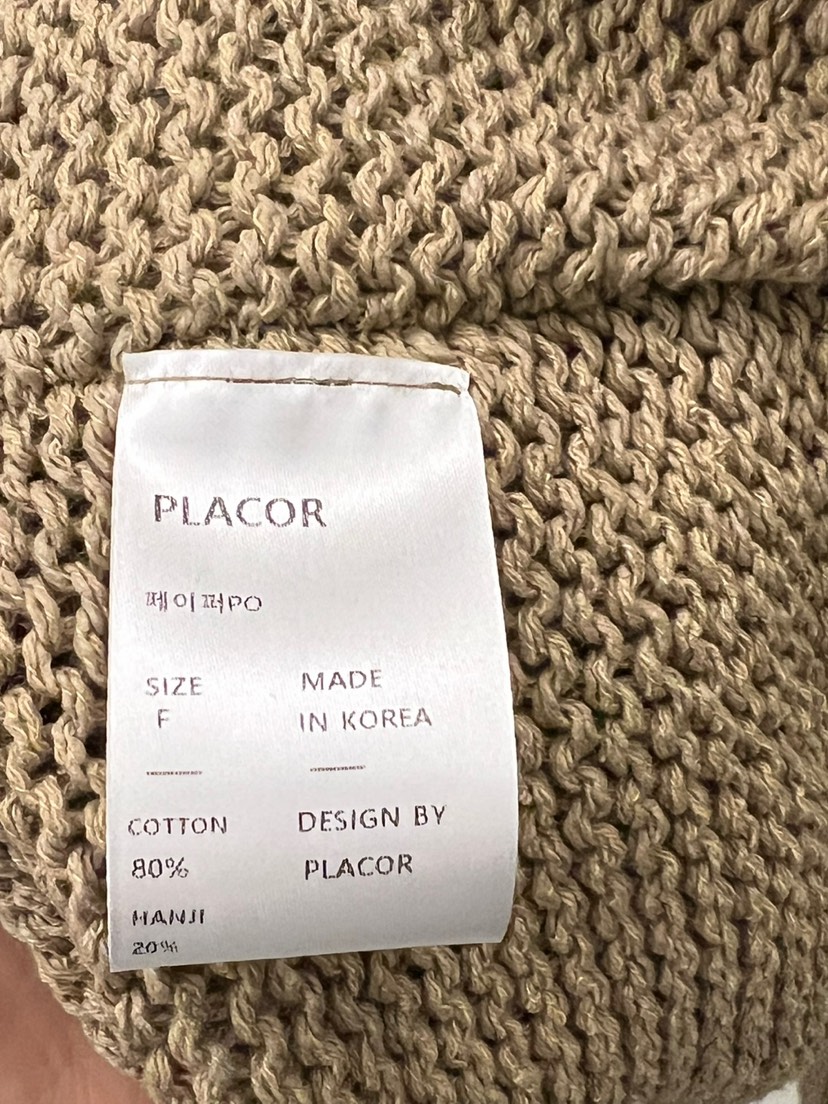 PLACOR
페이퍼PO
SIZE
F
MADE
IN KOREA
COTTON
80%
HANJI
20%
DESIGN BY
PLACOR